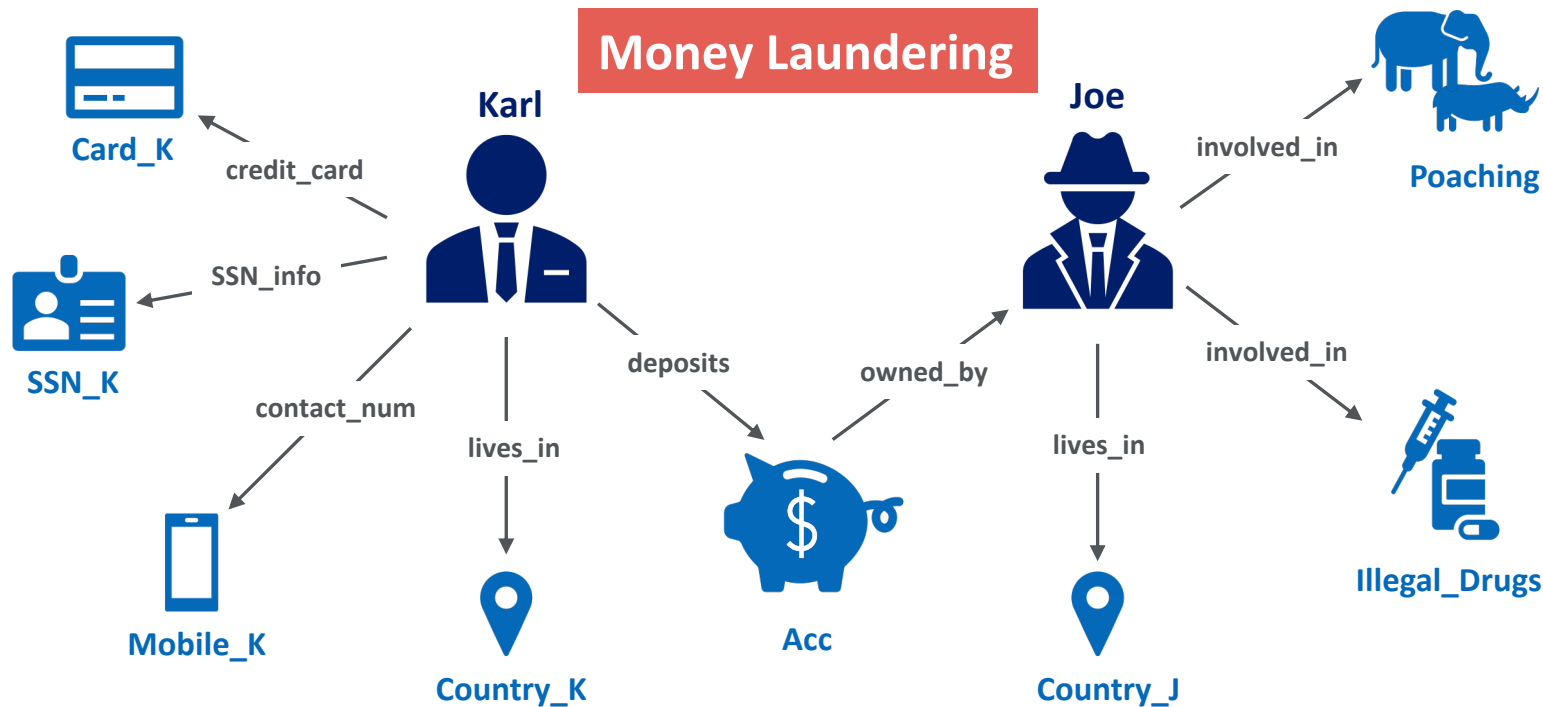 Money Laundering
Karl
Joe
Card_K
credit_card
involved_in
Poaching
SSN_info
SSN_K
deposits
owned_by
involved_in
contact_num
lives_in
lives_in
$
Illegal_Drugs
Mobile_K
Acc
Country_K
Country_J